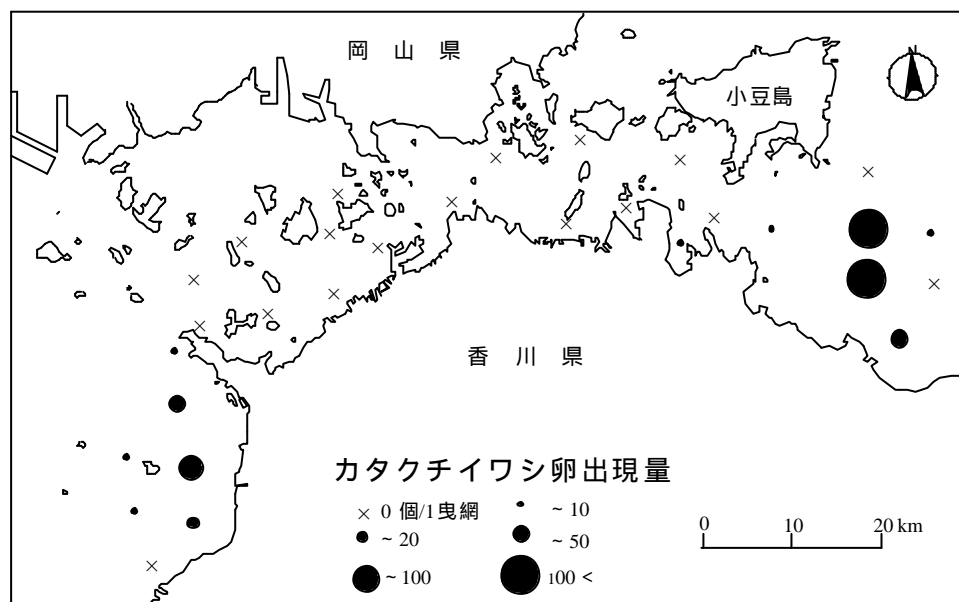 岡 山 県
N
小豆島
香 川 県
カタクチイワシ卵出現量
× 0 個/1曳網
~ 10
~ 20
~ 50
~ 100
100 <
0 10 20 km